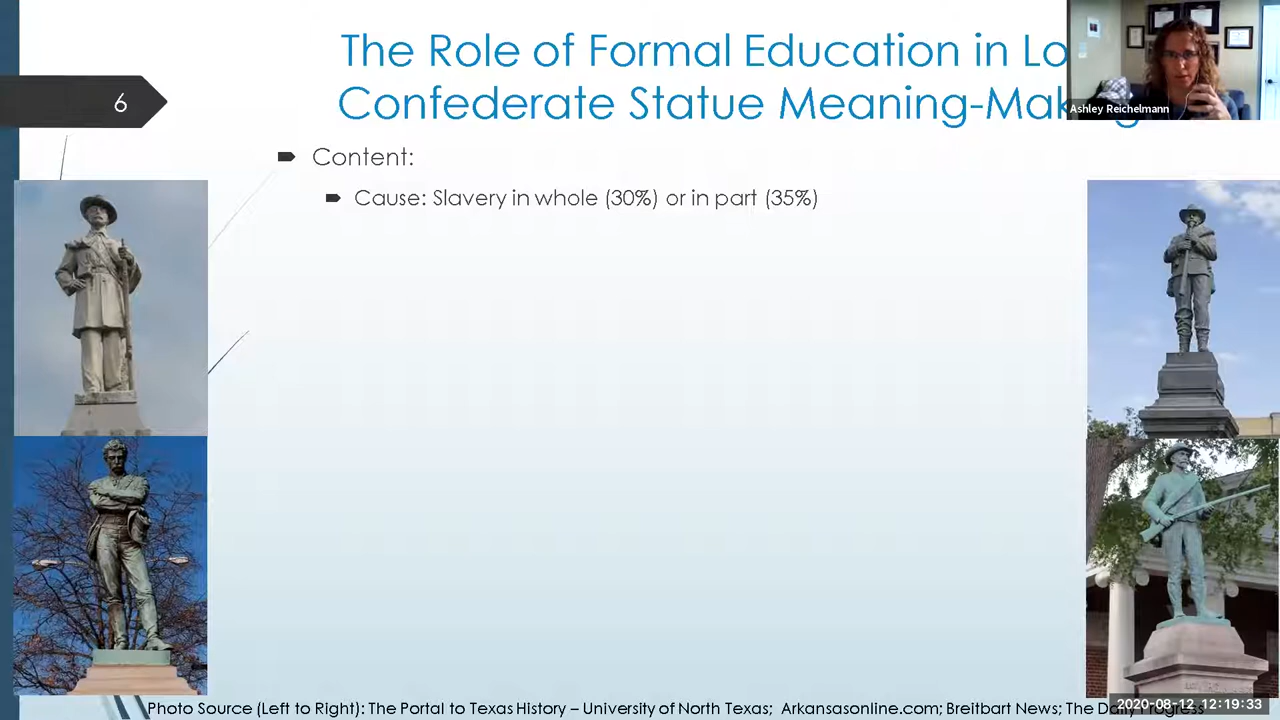 The Role of Formal Education in Lo
Confederate Statue Meaning-Mak g
6
Ashley Reichelmann
Content:
Cause: Slavery in whole (30%) or in part (35%)
Photo Source (Left to Right): The Portal to Texas History – University of North Texas; Arkansasonline.com; Breitbart News; The Daily Progress
2020-08-12 12:19:33